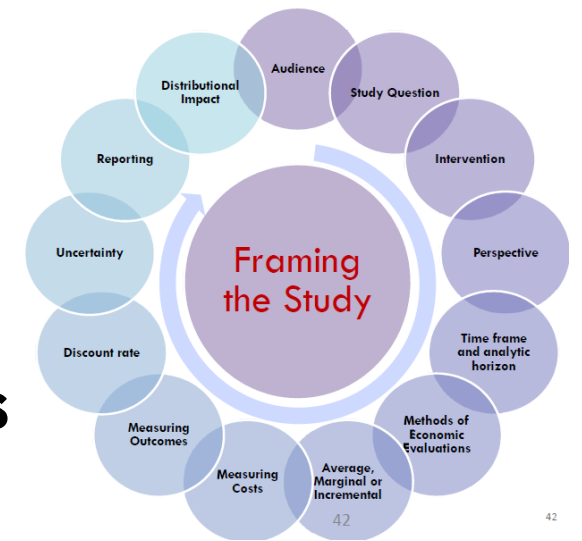 Audience
Study Question
Intervention
Perspective
Time frame
and analytic
horizon
Methods of
Economic
Evaluations
Average,
Marginal or
Incremental
Measuring
Costs
Measuring
Outcomes
Discount rate
Uncertainty
Reporting
Distributional
Impact
Framing
the Study
s
42
42